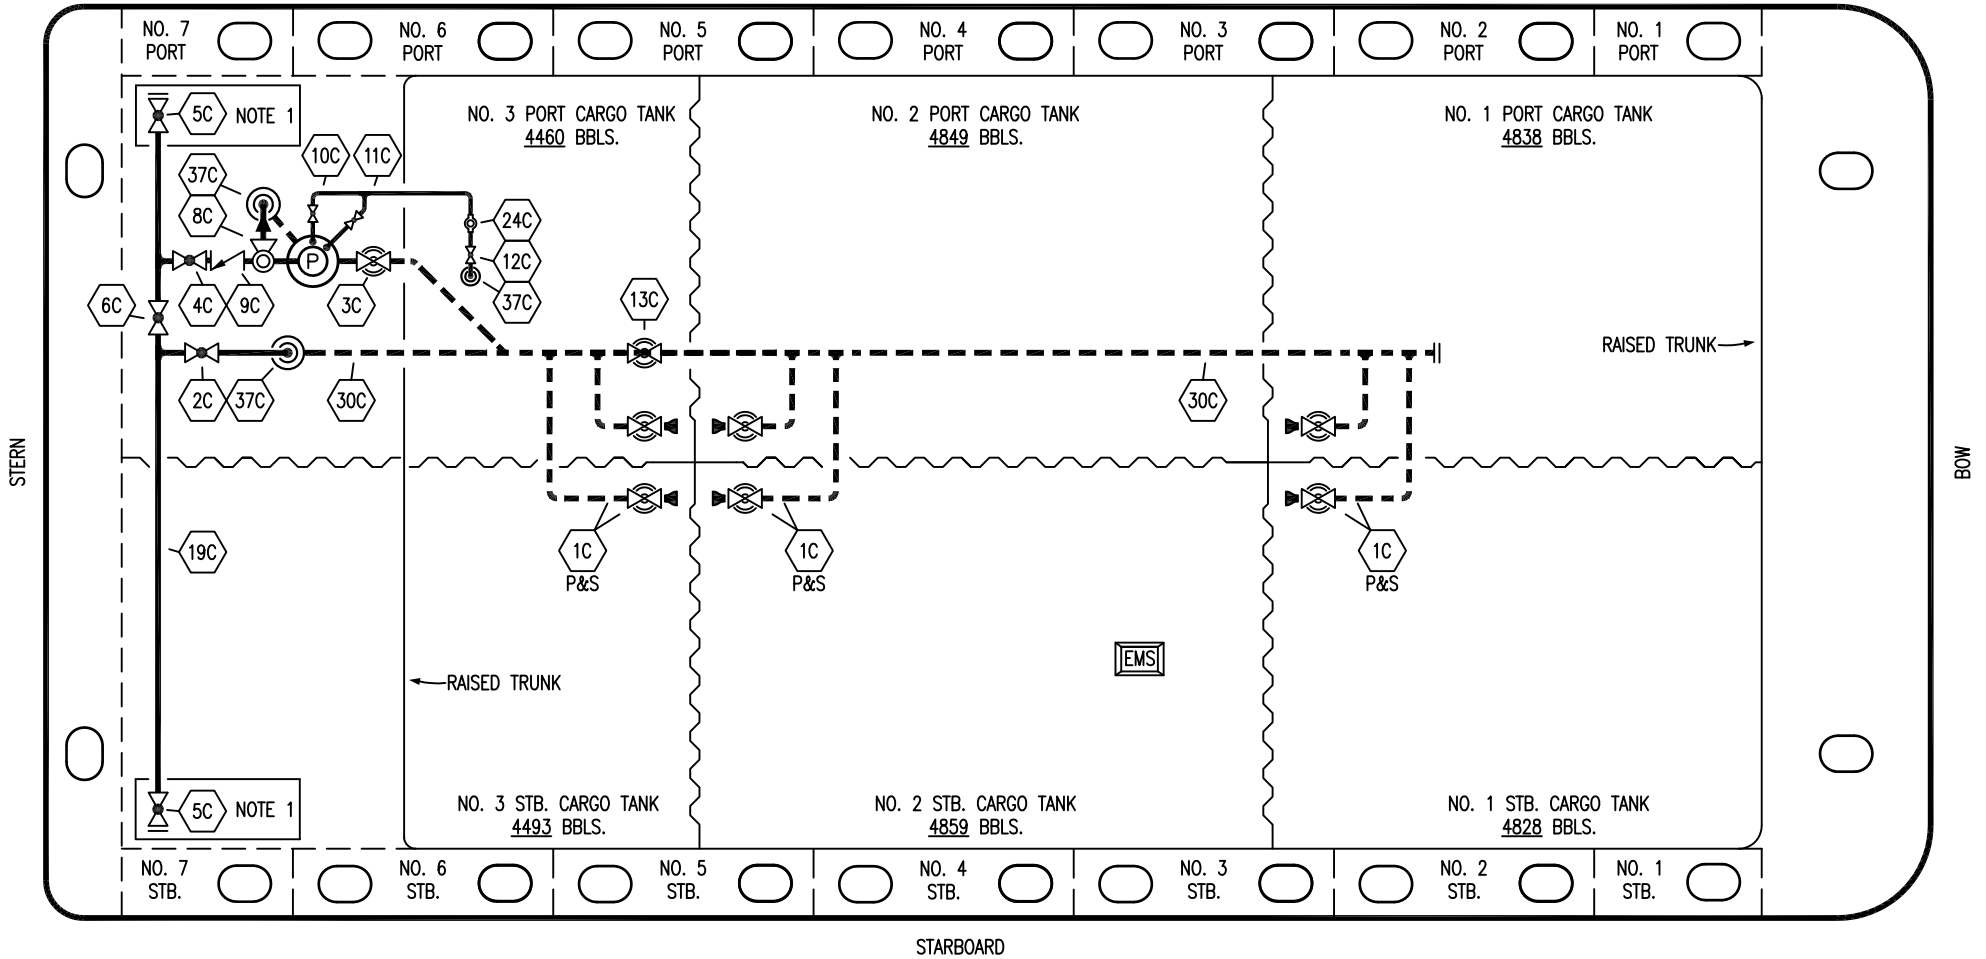 NO. 7
PORT
NO. 6
PORT
NO. 5
PORT
NO. 4
PORT
NO. 3
PORT
NO. 2
PORT
NO. 1
PORT
5C NOTE 1
NO. 3 PORT CARGO TANK
4460 BBLS.
NO. 2 PORT CARGO TANK
4849 BBLS.
NO. 1 PORT CARGO TANK
4838 BBLS.
10C
11C
37C
8C
24C
P
12C
37C
6C
4C
9C
3C
13C
RAISED TRUNK
2C
37C
30C
30C
STERN
BOW
19C
1C
P&S
1C
P&S
1C
P&S
EMS
RAISED TRUNK
5C NOTE 1
NO. 3 STB. CARGO TANK
4493 BBLS.
NO. 2 STB. CARGO TANK
4859 BBLS.
NO. 1 STB. CARGO TANK
4828 BBLS.
NO. 7
STB.
NO. 6
STB.
NO. 5
STB.
NO. 4
STB.
NO. 3
STB.
NO. 2
STB.
NO. 1
STB.
STARBOARD